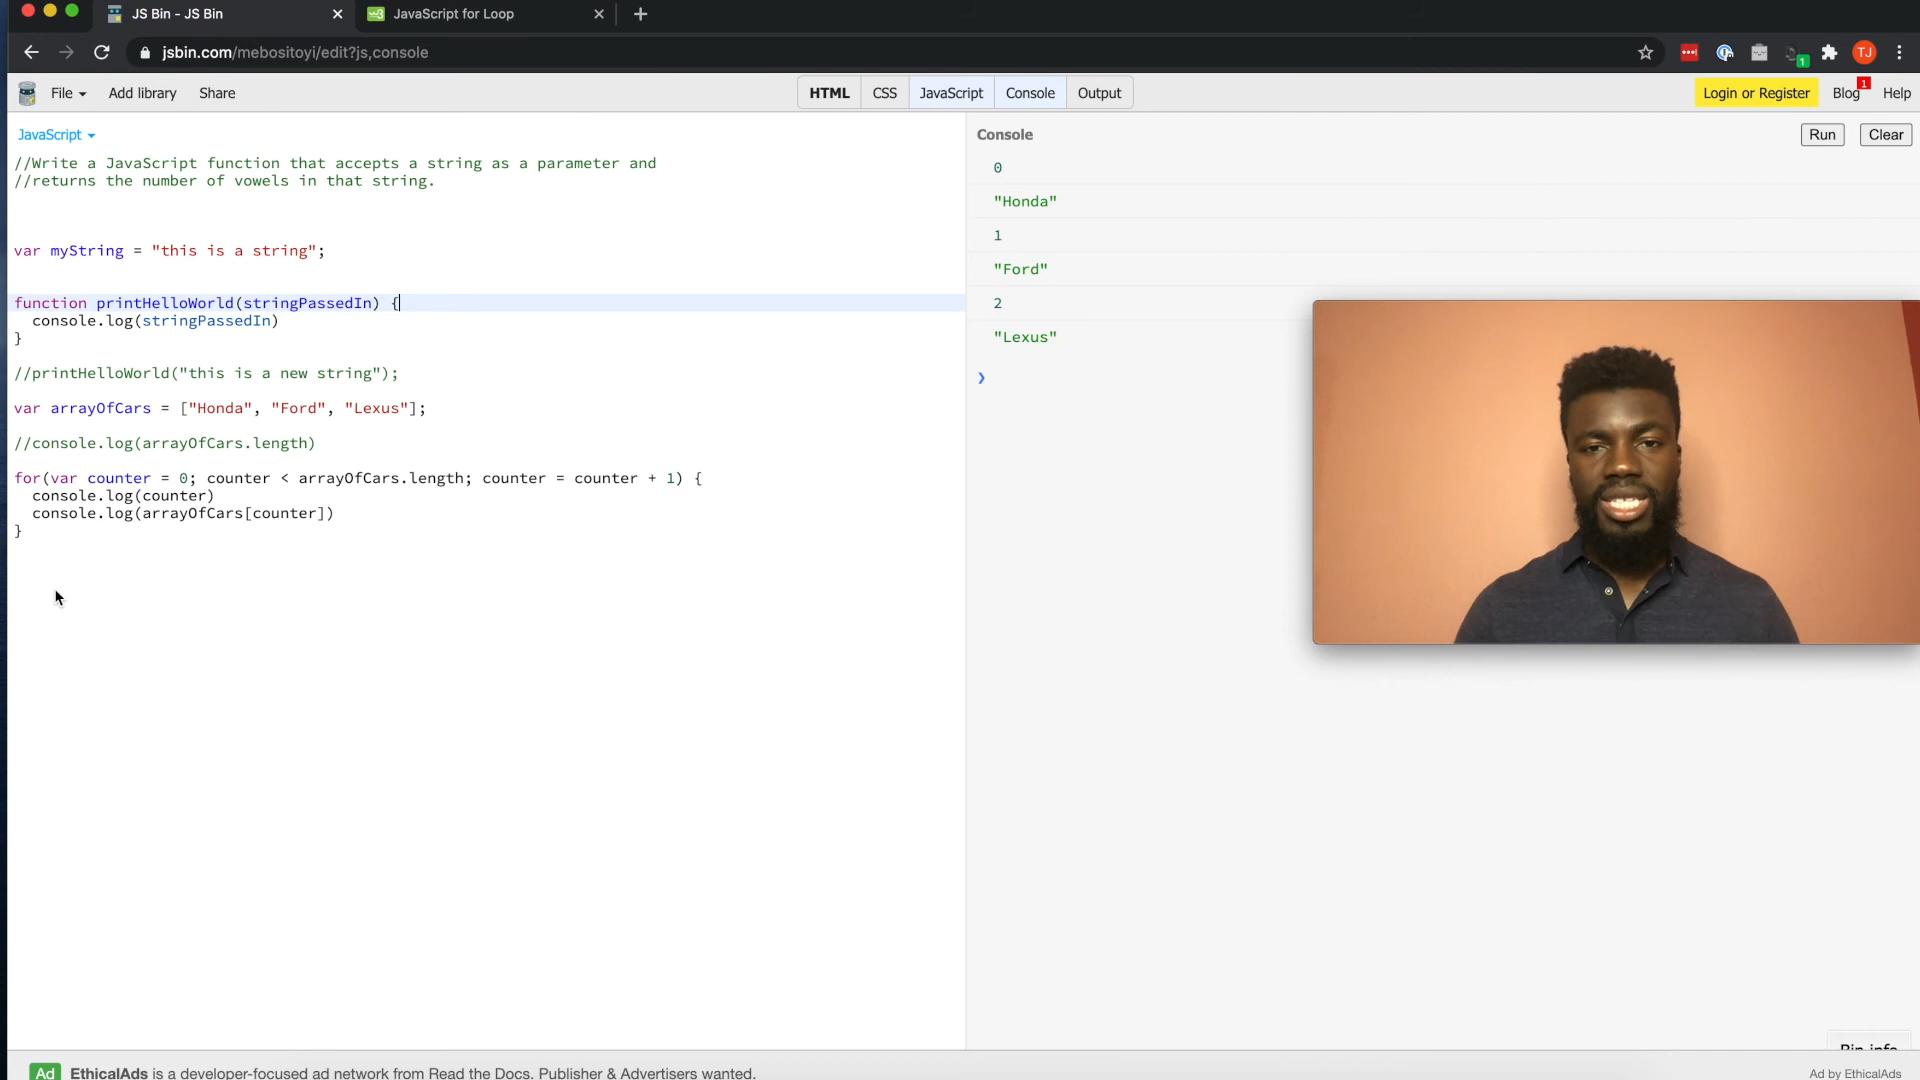 JS Bin - JS Bin
JavaScript for Loop
jsbin.com/mebositoyi/edit?js,console
1
TJ
File
Add library
Share
HTML
CSS
JavaScript
Console
Output
Login or Register
Blog
1
Help
JavaScript
//Write a JavaScript function that accepts a string as a parameter and
//returns the number of vowels in that string.
var myString = "this is a string";
function printHelloWorld(stringPassedIn) {
console.log(stringPassedIn)
}
//printHelloWorld("this is a new string");
var arrayOfCars = ["Honda", "Ford", "Lexus"];
//console.log(arrayOfCars.length)
for(var counter = 0; counter < arrayOfCars.length; counter = counter + 1) {
console.log(counter)
console.log(arrayOfCars[counter])
}
Console
Run
Clear
0
"Honda"
1
"Ford"
2
"Lexus"
Bin info
Ad EthicalAds is a developer-focused ad network from Read the Docs. Publisher & Advertisers wanted.
Ad by EthicalAds